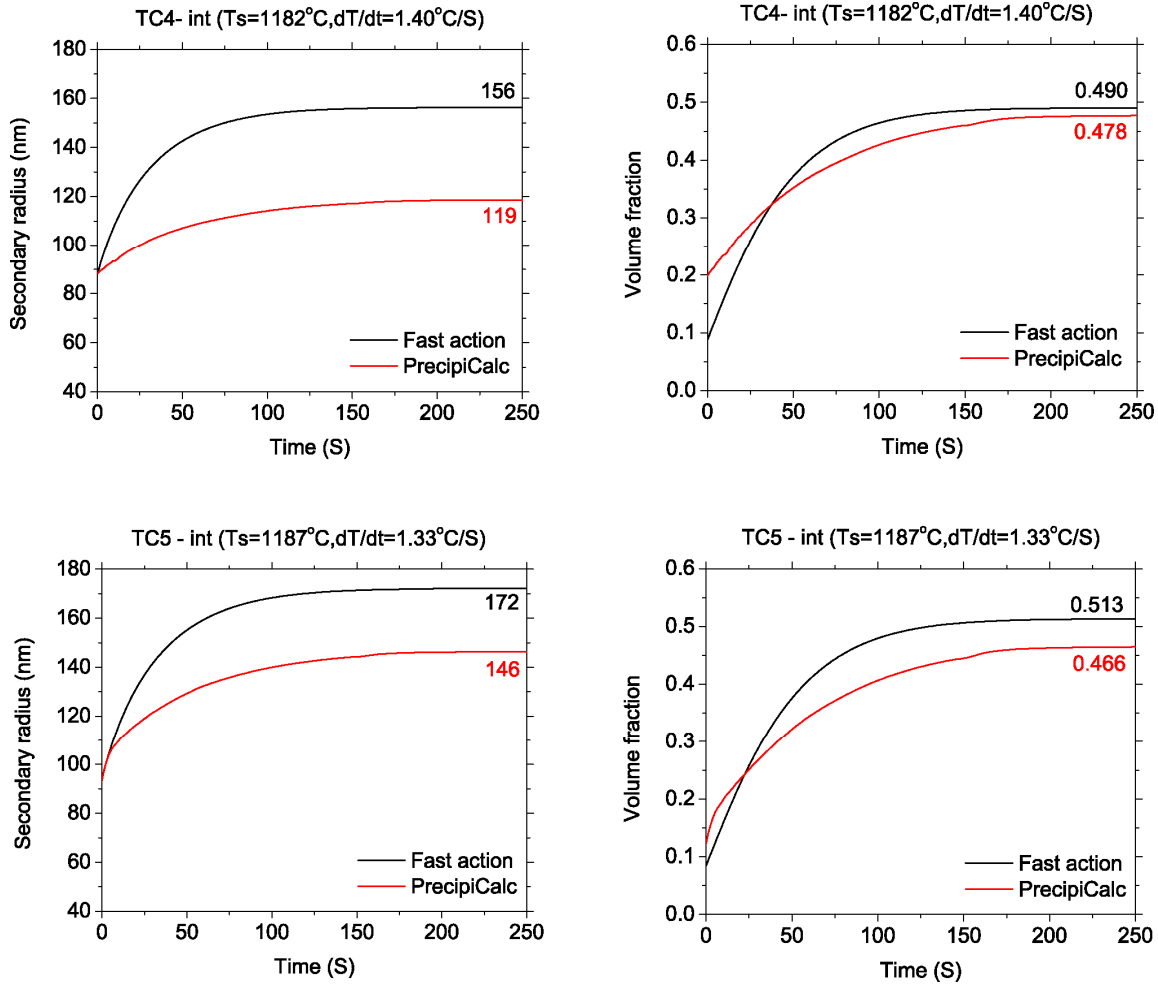 TC4- int (Ts=1182°C,dT/dt=1.40°C/S)
180
160
140
120
100
80
60
40
Secondary radius (nm)
156
119
Fast action
PrecipiCalc
0 50 100 150 200 250
Time (S)
TC4- int (Ts=1182°C,dT/dt=1.40°C/S)
0.6
0.5
0.4
0.3
0.2
0.1
0.0
Volume fraction
0.490
0.478
Fast action
PrecipiCalc
0 50 100 150 200 250
Time (S)
TC5 - int (Ts=1187°C,dT/dt=1.33°C/S)
180
160
140
120
100
80
60
40
Secondary radius (nm)
172
146
Fast action
PrecipiCalc
0 50 100 150 200 250
Time (S)
TC5 - int (Ts=1187°C,dT/dt=1.33°C/S)
0.6
0.5
0.4
0.3
0.2
0.1
0.0
Volume fraction
0.513
0.466
Fast action
PrecipiCalc
0 50 100 150 200 250
Time (S)